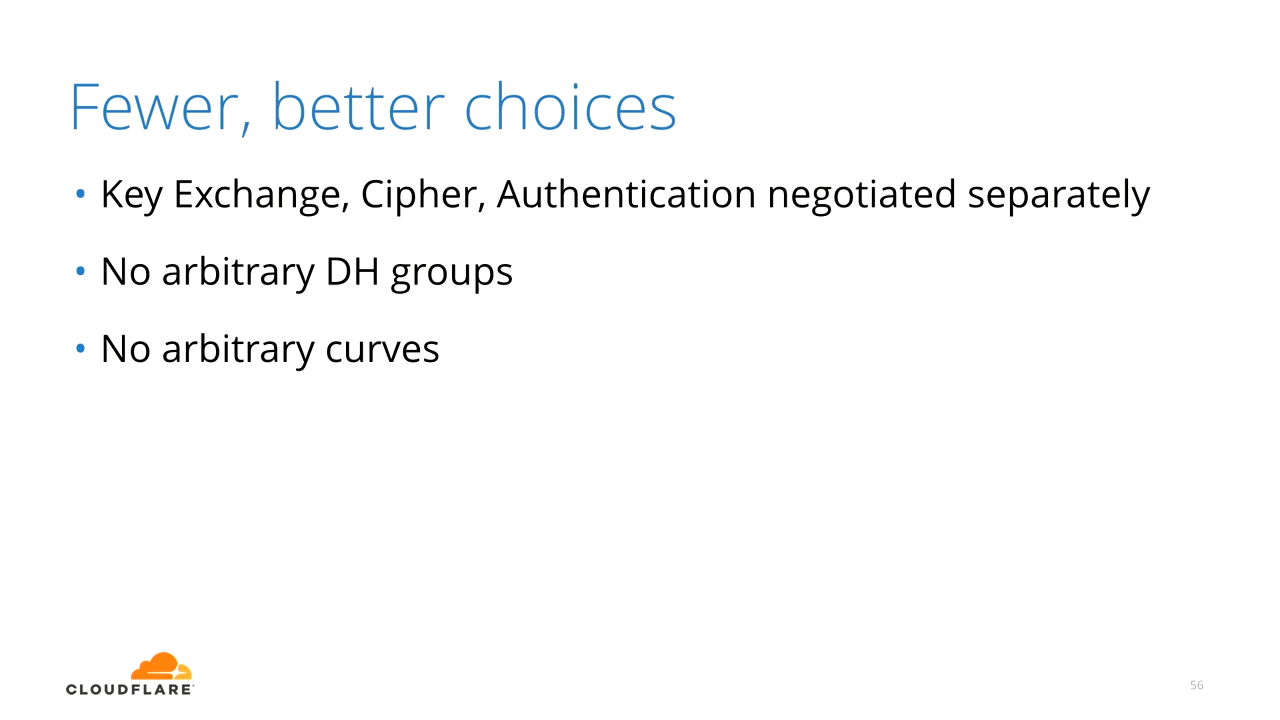 Fewer, better choices
• Key Exchange, Cipher, Authentication negotiated separately
• No arbitrary DH groups
• No arbitrary curves
CLOUDFLARE
56